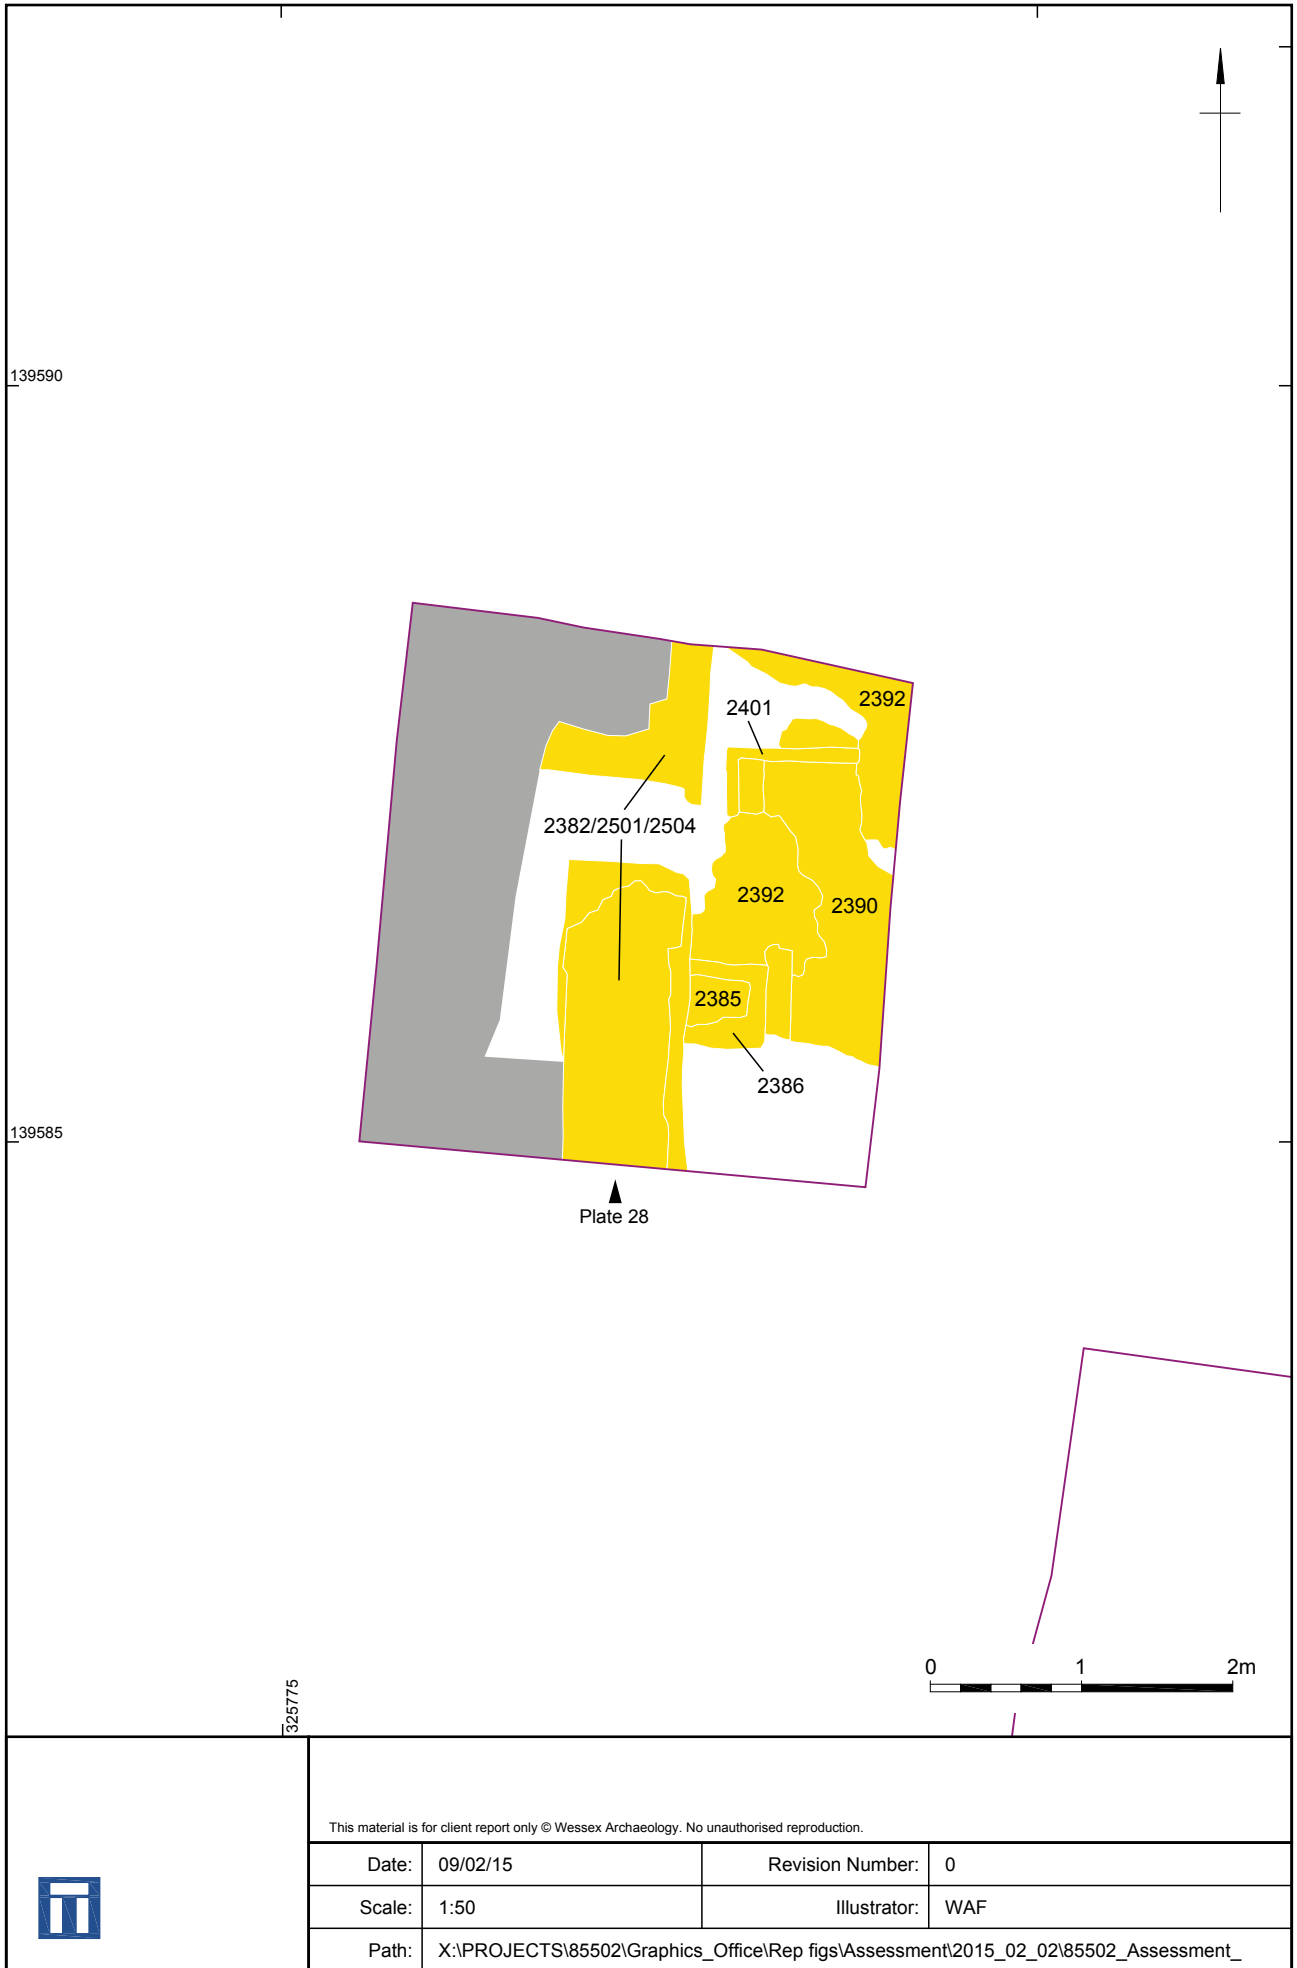 139590
2392
2401
2382/2501/2504
2392
2390
2385
2386
139585
Plate 28
0 1 2m
325775
This material is for client report only © Wessex Archaeology. No unauthorised reproduction.
Date: 09/02/15 Revision Number: 0
Scale: 1:50 Illustrator: WAF
Path: X:\PROJECTS\85502\Graphics_Office\Rep figs\Assessment\2015_02_02\85502_Assessment_